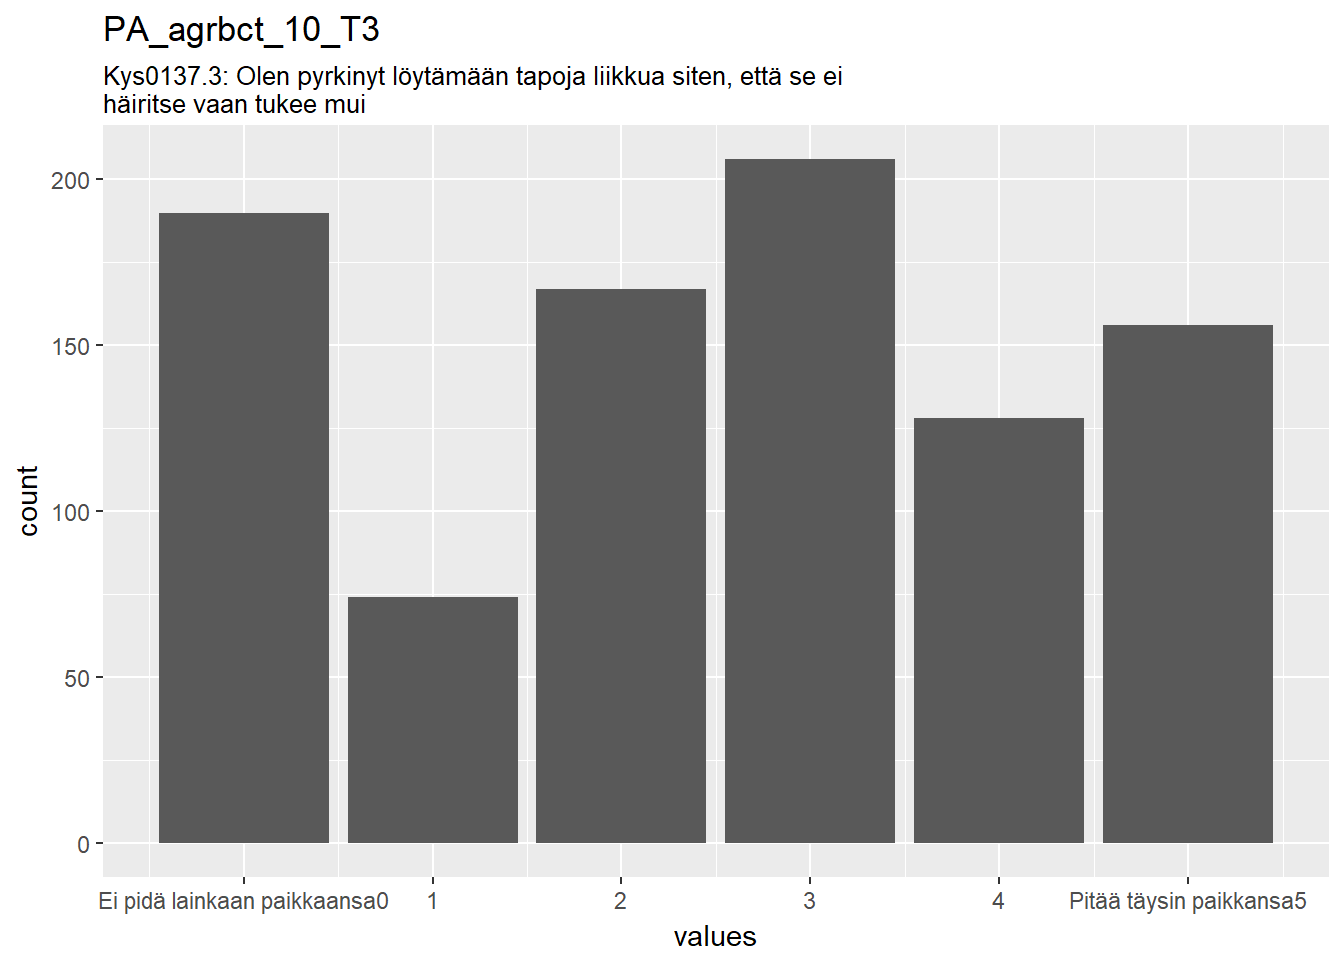 PA_agrbct_10_T3
Kys0137.3: Olen pyrkinyt löytämään tapoja liikkua siten, että se ei
häiritse vaan tukee mui
200
150
100
50
0
count
Ei pidä lainkaan paikkaansa0 1 2 3 4 Pitää täysin paikkansa5
values